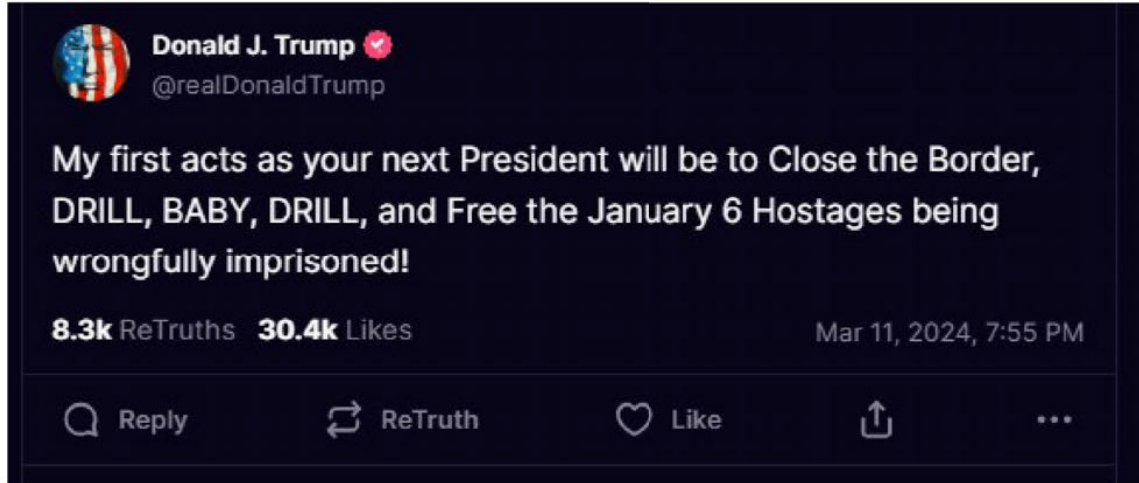 Donald J. Trump
@realDonaldTrump
My first acts as your next President will be to Close the Border,
DRILL, BABY, DRILL, and Free the January 6 Hostages being
wrongfully imprisoned!
8.3k ReTruths 30.4k Likes Mar 11, 2024, 7:55 PM
Reply ReTruth Like